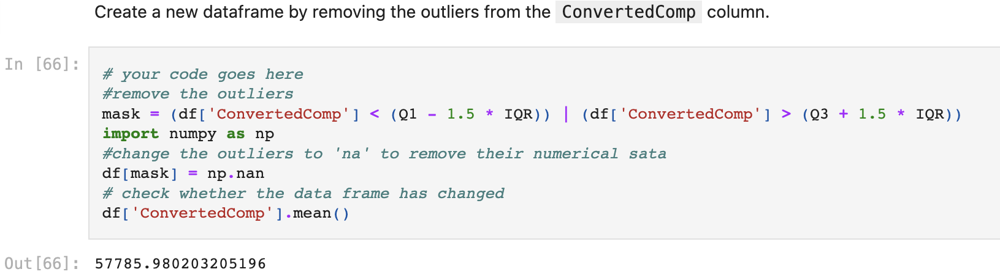 Create a new dataframe by removing the outliers from the ConvertedComp column.
In [66]:
# your code goes here
#remove the outliers
mask = (df['ConvertedComp'] < (Q1 - 1.5 * IQR)) | (df['ConvertedComp'] > (Q3 + 1.5 * IQR))
import numpy as np
#change the outliers to 'na' to remove their numerical sata
df[mask] = np.nan
# check whether the data frame has changed
df['ConvertedComp'].mean()
Out[66]: 57785.980203205196